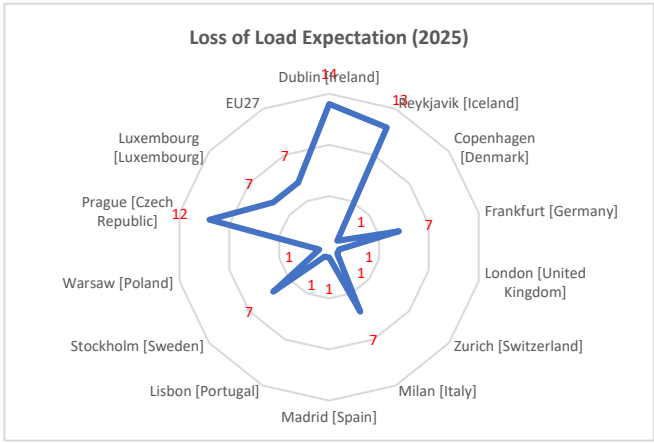 Loss of Load Expectation (2025)
14
Dublin [Ireland]
13
EU27
Reykjavik [Iceland]
Luxembourg
[Luxembourg]
Copenhagen
[Denmark]
7
7
7
Prague [Czech
Republic]
12
1
7
Frankfurt [Germany]
1
1
Warsaw [Poland]
London [United
Kingdom]
1
1
1
7
Stockholm [Sweden]
7
Zurich [Switzerland]
Lisbon [Portugal]
Milan [Italy]
Madrid [Spain]